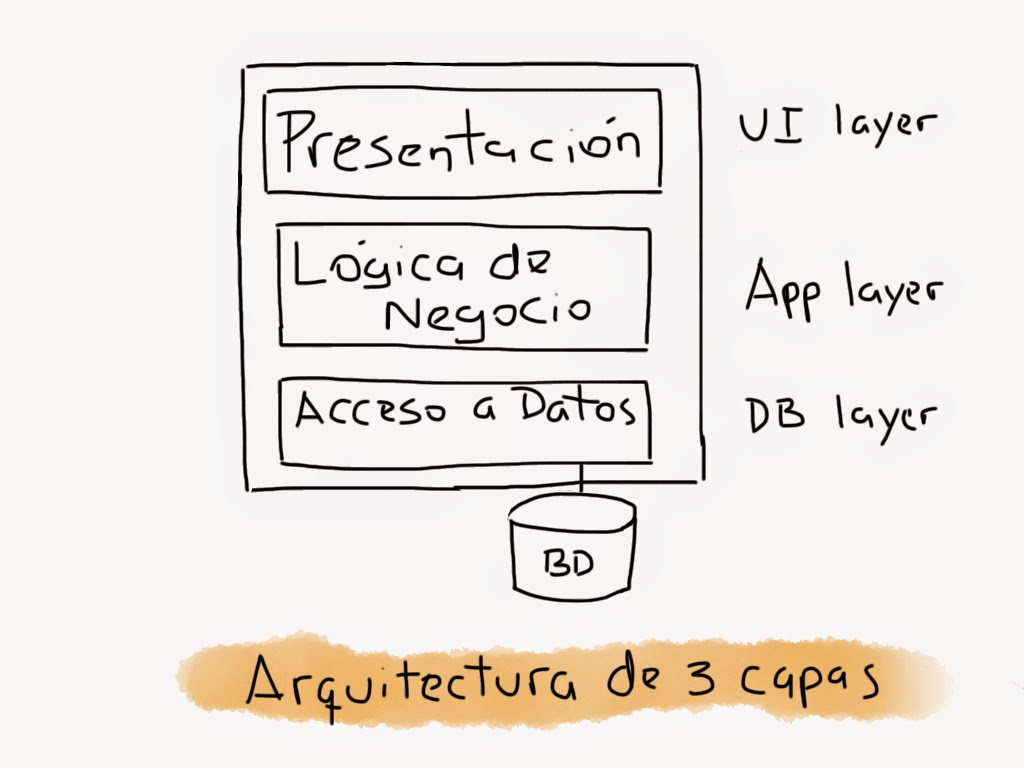 Presentación
UI layer
Lógica de
Negocio
App layer
Acceso a Datos
DB layer
BD
Arquitectura de 3 capas